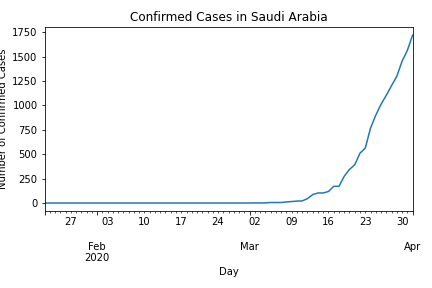 Confirmed Cases in Saudi Arabia
Number of Confirmed Cases
1750
1500
1250
1000
750
500
250
0
27 03 10 17 24 02 09 16 23 30
Feb Mar Apr
2020
Day